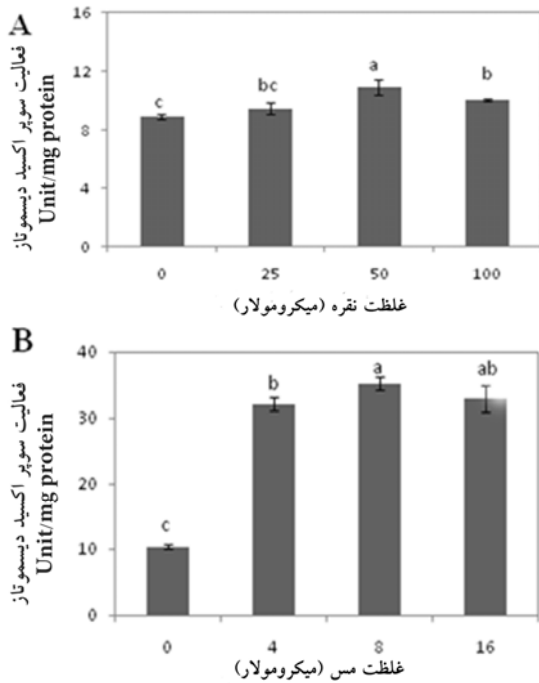 A
فعالیت سوپر اکسید دیسموتاز
Unit/mg protein
16
12
8
4
0
c
bc
a
b
0 25 50 100
غلظت نقره (میکرومولار)
B
فعالیت سوپر اکسید دیسموتاز
Unit/mg protein
40
30
20
10
0
c
b
a
ab
0 4 8 16
غلظت مس (میکرومولار)